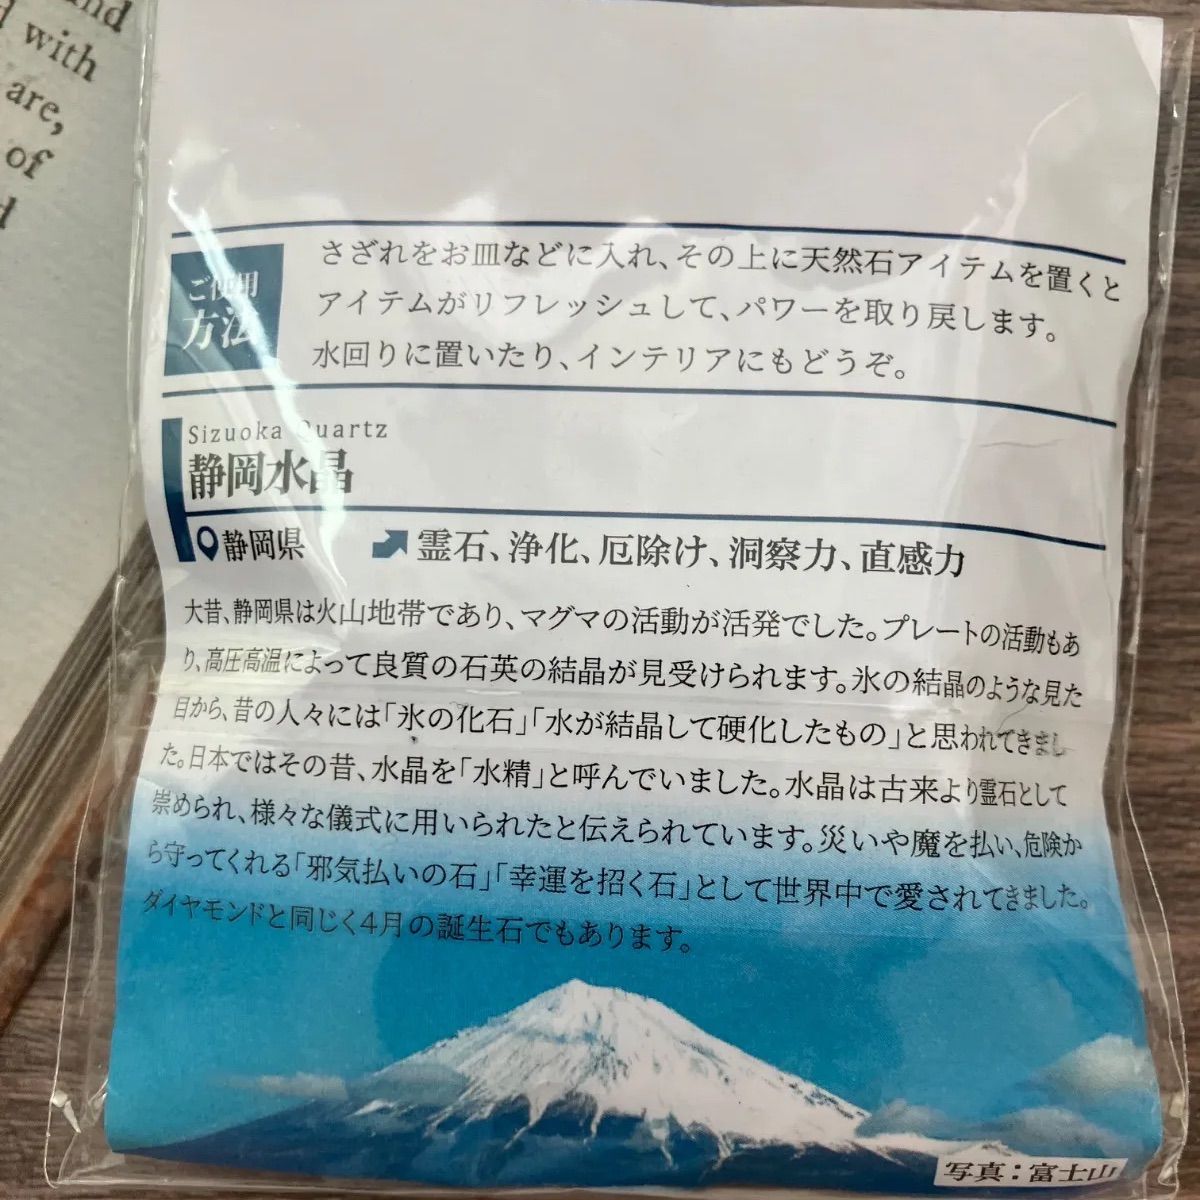 and
with
are,
of
d
ご使用
方法
さざれをお皿などに入れ、その上に天然石アイテムを置くと
アイテムがリフレッシュして、パワーを取り戻します。
水回りに置いたり、インテリアにもどうぞ。
Sizuoka Quartz
静岡水晶
静岡県
霊石、浄化、厄除け、洞察力、直感力
大昔、静岡県は火山地帯であり、マグマの活動が活発でした。プレートの活動もあ
り、高圧高温によって良質の石英の結晶が見受けられます。氷の結晶のような見た
目から、昔の人々には「氷の化石」「水が結晶して硬化したもの」と思われてきまし
た。日本ではその昔、水晶を「水精」と呼んでいました。水晶は古来より霊石として
崇められ、様々な儀式に用いられたと伝えられています。災いや魔を払い、危険か
ら守ってくれる「邪気払いの石」「幸運を招く石」として世界中で愛されてきました。
ダイヤモンドと同じく4月の誕生石でもあります。
写真：富士山